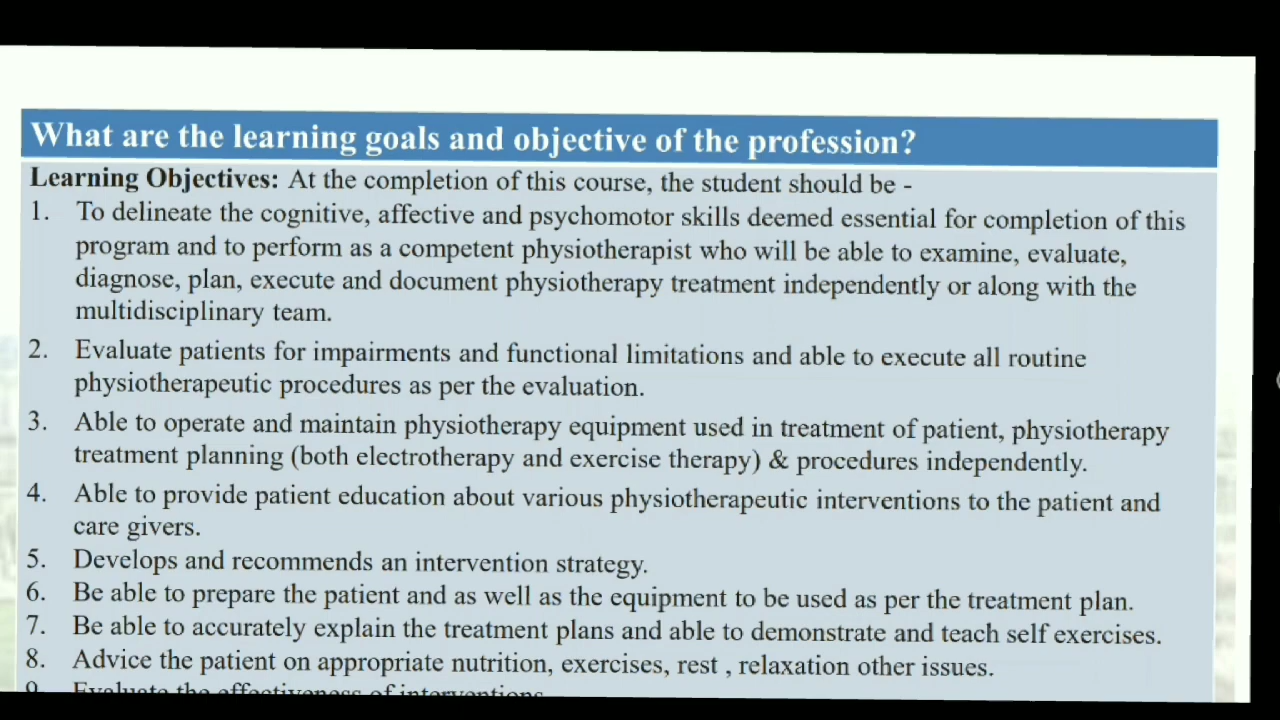 What are the learning goals and objective of the profession?
Learning Objectives: At the completion of this course, the student should be -
1. To delineate the cognitive, affective and psychomotor skills deemed essential for completion of this
program and to perform as a competent physiotherapist who will be able to examine, evaluate,
diagnose, plan, execute and document physiotherapy treatment independently or along with the
multidisciplinary team.
2. Evaluate patients for impairments and functional limitations and able to execute all routine
physiotherapeutic procedures as per the evaluation.
3. Able to operate and maintain physiotherapy equipment used in treatment of patient, physiotherapy
treatment planning (both electrotherapy and exercise therapy) & procedures independently.
4. Able to provide patient education about various physiotherapeutic interventions to the patient and
care givers.
5. Develops and recommends an intervention strategy.
6. Be able to prepare the patient and as well as the equipment to be used as per the treatment plan.
7. Be able to accurately explain the treatment plans and able to demonstrate and teach self exercises.
8. Advice the patient on appropriate nutrition, exercises, rest , relaxation other issues.
9. Evaluate the effectiveness of interventions